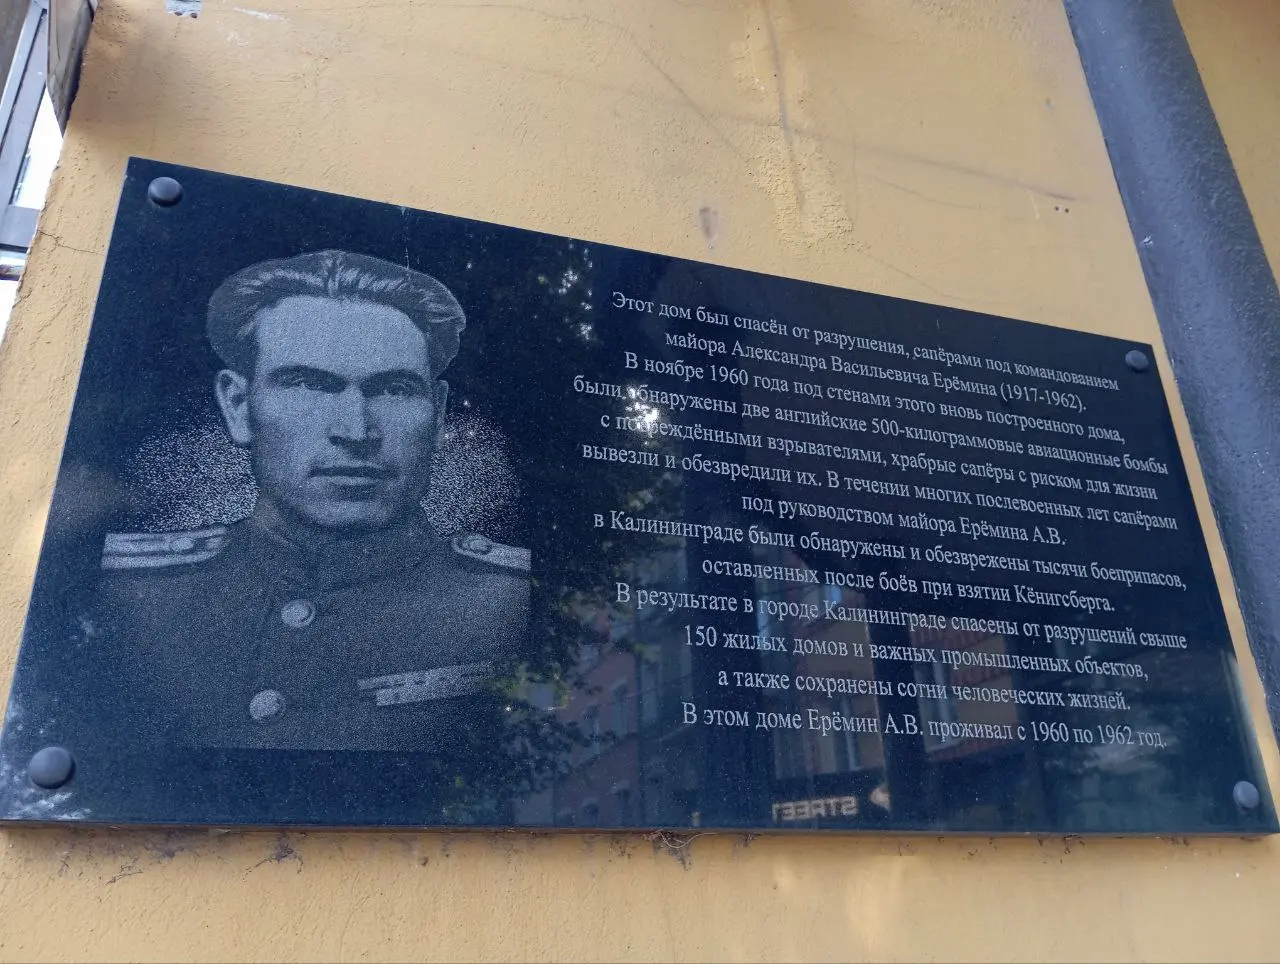 Этот дом был спасён от разрушения, сапёрами под командованием
майора Александра Васильевича Ерёмина (1917-1962).
В ноябре 1960 года под стенами этого вновь построенного дома,
были обнаружены две английские 500-килограммовые авиационные бомбы
с повреждёнными взрывателями, храбрые сапёры с риском для жизни
вывезли и обезвредили их. В течении многих послевоенных лет сапёрами
под руководством майора Ерёмина А.В.
в Калининграде были обнаружены и обезврежены тысячи боеприпасов,
оставленных после боёв при взятии Кёнигсберга.
В результате в городе Калининграде спасены от разрушений свыше
150 жилых домов и важных промышленных объектов,
а также сохранены сотни человеческих жизней.
В этом доме Ерёмин А.В. проживал с 1960 по 1962 год.
STREET